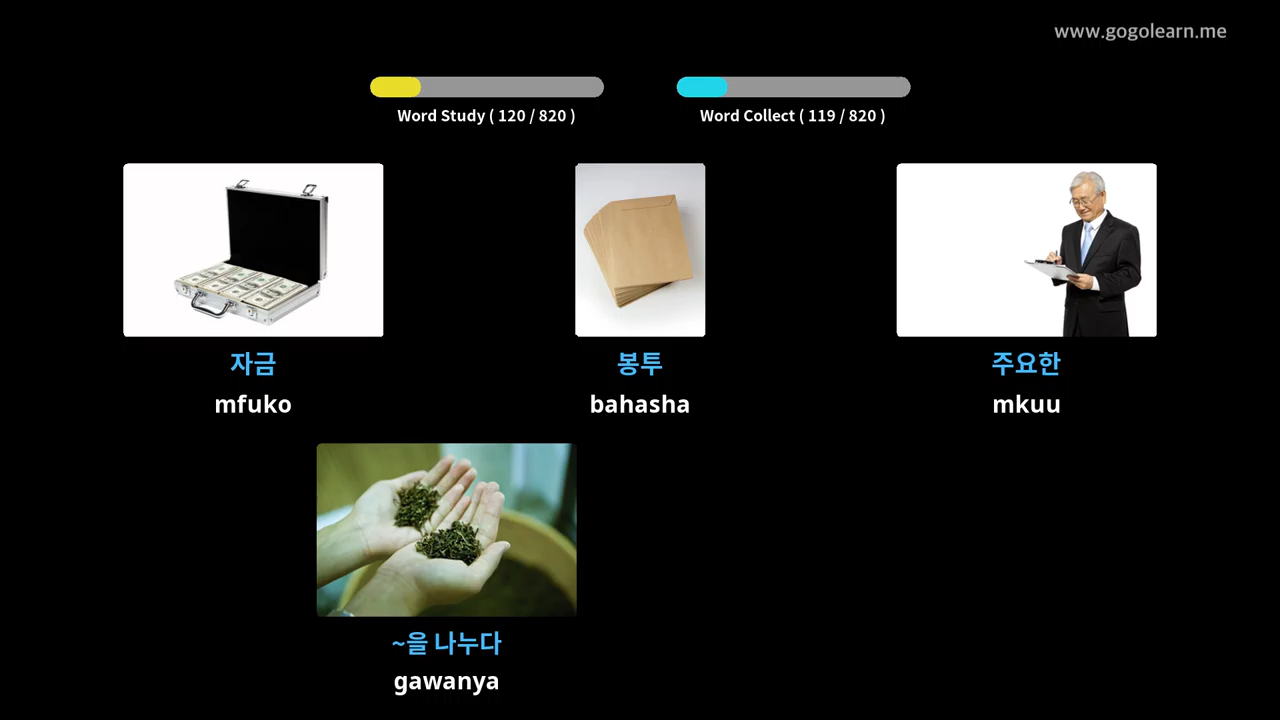 www.gogolearn.me
Word Study ( 120 / 820 )
Word Collect ( 119 / 820 )
자금
mfuko
봉투
bahasha
주요한
mkuu
~을 나누다
gawanya